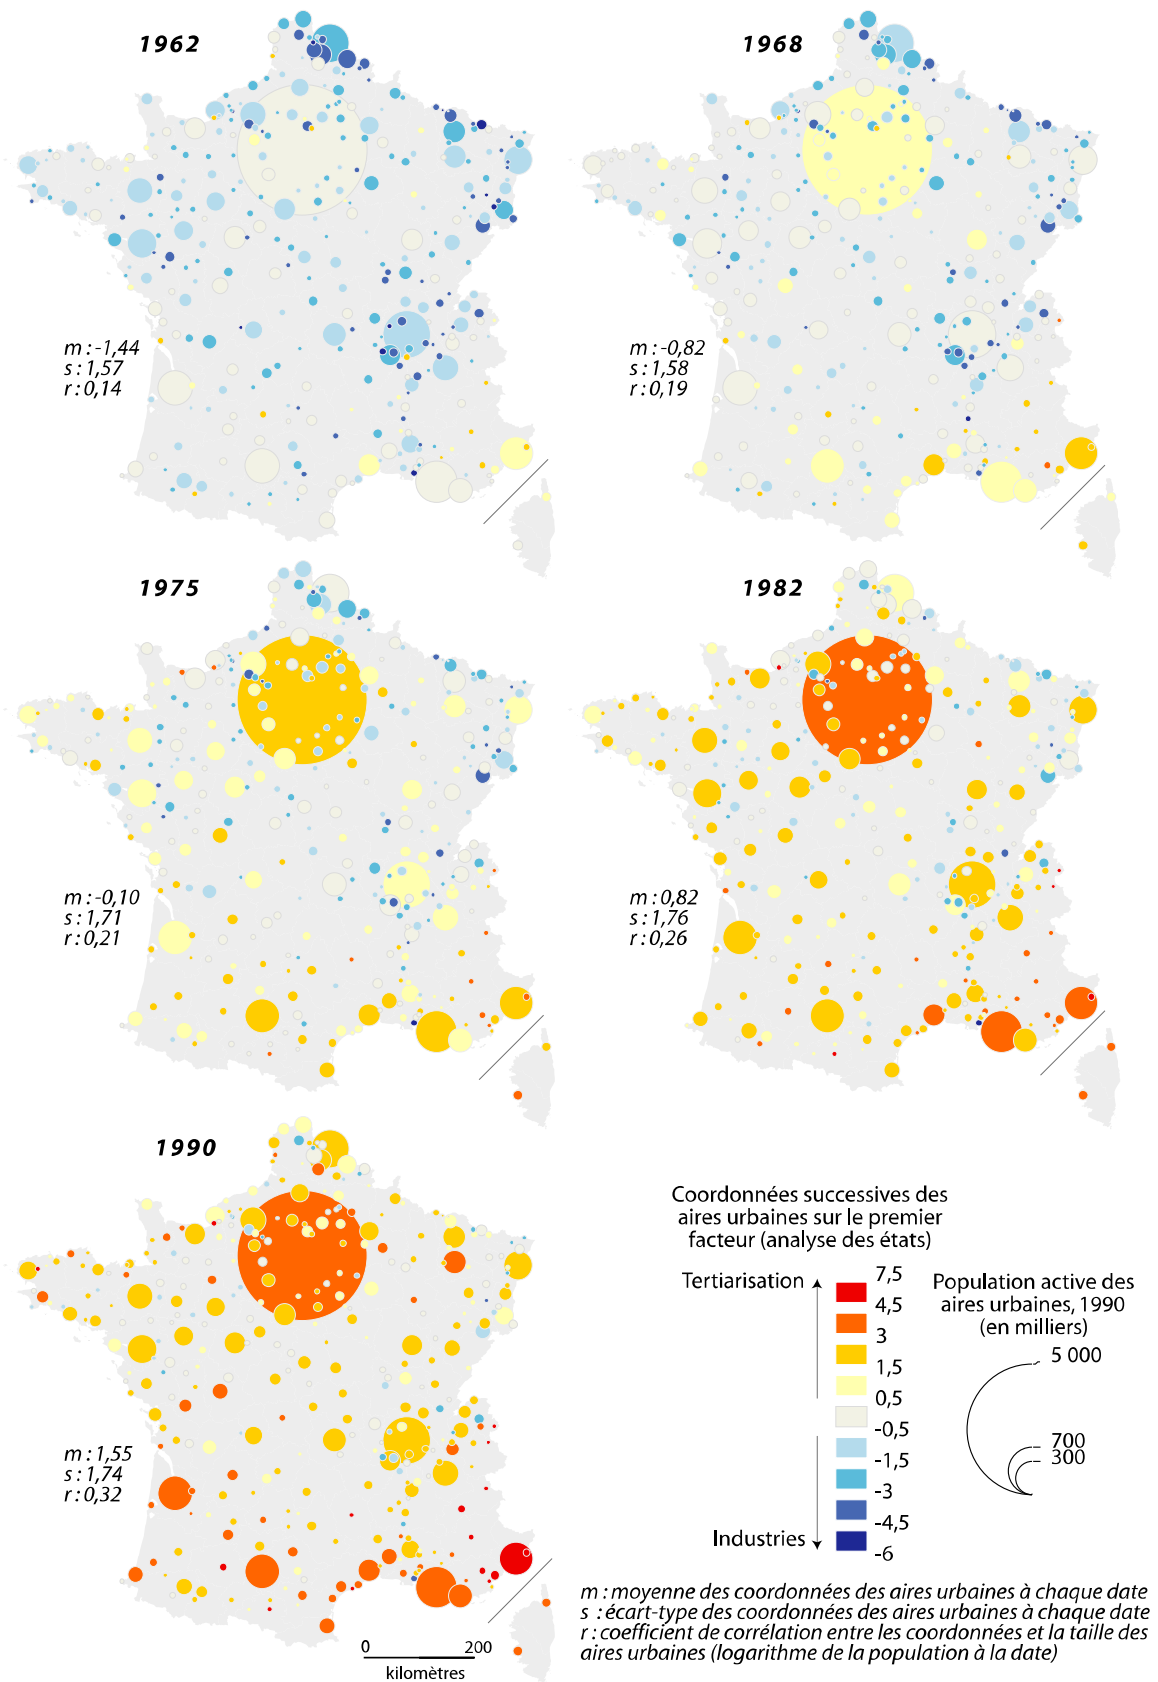 1962
m : -1,44
s : 1,57
r : 0,14
1968
m : -0,82
s : 1,58
r : 0,19
1975
m : -0,10
s : 1,71
r : 0,21
1982
m : 0,82
s : 1,76
r : 0,26
1990
m : 1,55
s : 1,74
r : 0,32
0 200
kilomètres
Coordonnées successives des
aires urbaines sur le premier
facteur (analyse des états)
Tertiarisation
Industries
7,5
4,5
3
1,5
0,5
-0,5
-1,5
-3
-4,5
-6
Population active des
aires urbaines, 1990
(en milliers)
5 000
700
300
m : moyenne des coordonnées des aires urbaines à chaque date
s : écart-type des coordonnées des aires urbaines à chaque date
r : coefficient de corrélation entre les coordonnées et la taille des
aires urbaines (logarithme de la population à la date)